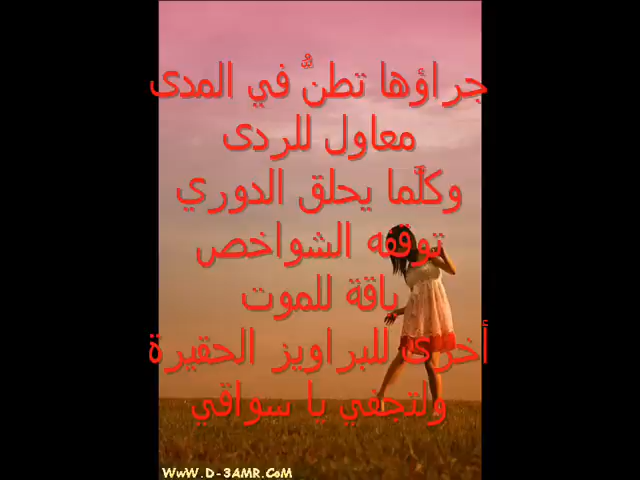 جراؤها تطنُّ في المدى
معاول للردى
وكلَّما يحلق الدوري
توقفه الشواخص
باقة للموت
أخرى للبراويز الحقيرة
ولتجفي يا سواقي
WwW.D-3AMR.CoM